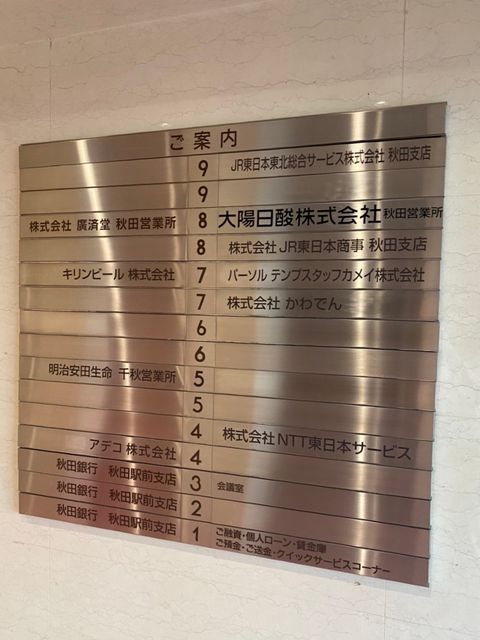 ご案内
9 JR東日本東北総合サービス株式会社 秋田支店
9
株式会社 廣済堂 秋田営業所 8 大陽日酸株式会社 秋田営業所
8 株式会社 JR東日本商事 秋田支店
キリンビール 株式会社 7 パーソル テンプスタッフカメイ株式会社
7 株式会社 かわでん
6
6
明治安田生命 千秋営業所 5
5
4 株式会社 NTT東日本サービス
アデコ 株式会社 4
秋田銀行 秋田駅前支店 3 会議室
秋田銀行 秋田駅前支店 2
秋田銀行 秋田駅前支店 1 ご融資・個人ローン・貸金庫
ご預金・ご送金・クイックサービスコーナー